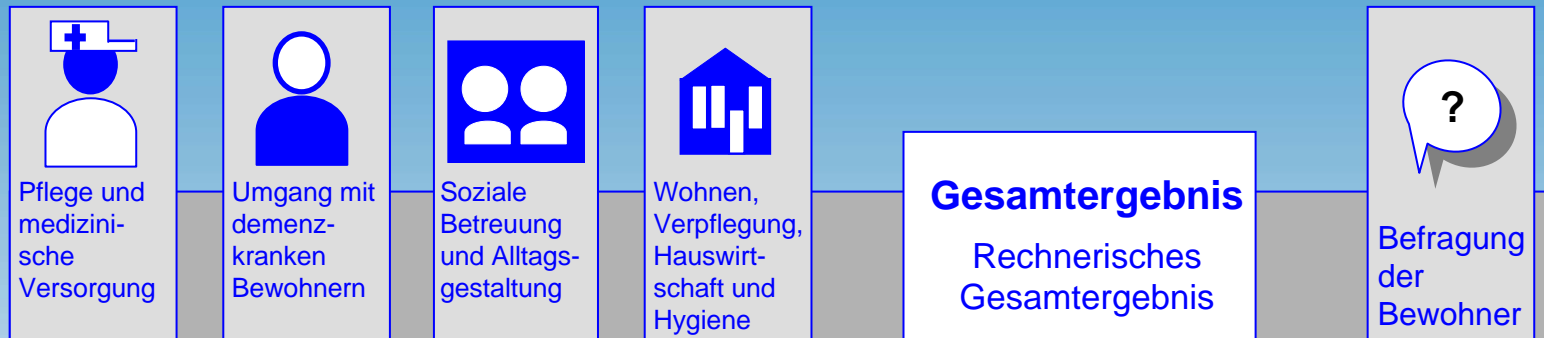 Pflege und
medizini-
sche
Versorgung
Umgang mit
demenz-
kranken
Bewohnern
Soziale
Betreuung
und Alltags-
gestaltung
Wohnen,
Verpflegung,
Hauswirt-
schaft und
Hygiene
Gesamtergebnis
Rechnerisches
Gesamtergebnis
?
Befragung
der
Bewohner